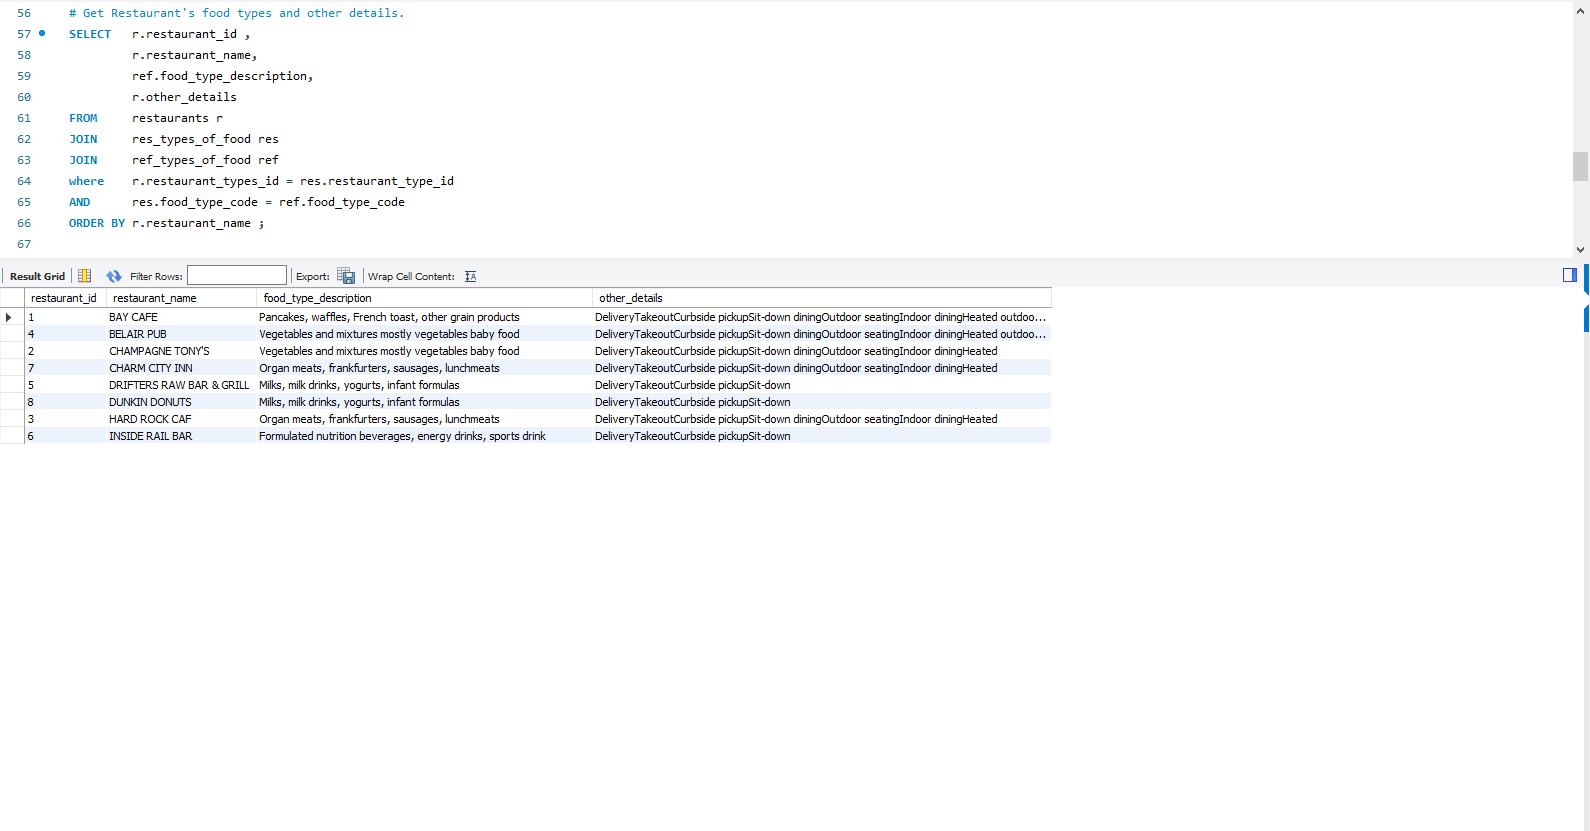 56 # Get Restaurant's food types and other details.
57 SELECT r.restaurant_id ,
58 r.restaurant_name,
59 ref.food_type_description,
60 r.other_details
61 FROM restaurants r
62 JOIN res_types_of_food res
63 JOIN ref_types_of_food ref
64 where r.restaurant_types_id = res.restaurant_type_id
65 AND res.food_type_code = ref.food_type_code
66 ORDER BY r.restaurant_name ;
67
Result Grid Filter Rows: Export: Wrap Cell Content:
restaurant_id restaurant_name food_type_description other_details
1 BAY CAFE Pancakes, waffles, French toast, other grain products DeliveryTakeoutCurbside pickupSit-down diningOutdoor seatingIndoor diningHeated outdoo...
4 BELAIR PUB Vegetables and mixtures mostly vegetables baby food DeliveryTakeoutCurbside pickupSit-down diningOutdoor seatingIndoor diningHeated outdoo...
2 CHAMPAGNE TONY'S Vegetables and mixtures mostly vegetables baby food DeliveryTakeoutCurbside pickupSit-down diningOutdoor seatingIndoor diningHeated
7 CHARM CITY INN Organ meats, frankfurters, sausages, lunchmeats DeliveryTakeoutCurbside pickupSit-down diningOutdoor seatingIndoor diningHeated
5 DRIFTERS RAW BAR & GRILL Milks, milk drinks, yogurts, infant formulas DeliveryTakeoutCurbside pickupSit-down
8 DUNKIN DONUTS Milks, milk drinks, yogurts, infant formulas DeliveryTakeoutCurbside pickupSit-down
3 HARD ROCK CAF Organ meats, frankfurters, sausages, lunchmeats DeliveryTakeoutCurbside pickupSit-down diningOutdoor seatingIndoor diningHeated
6 INSIDE RAIL BAR Formulated nutrition beverages, energy drinks, sports drink DeliveryTakeoutCurbside pickupSit-down